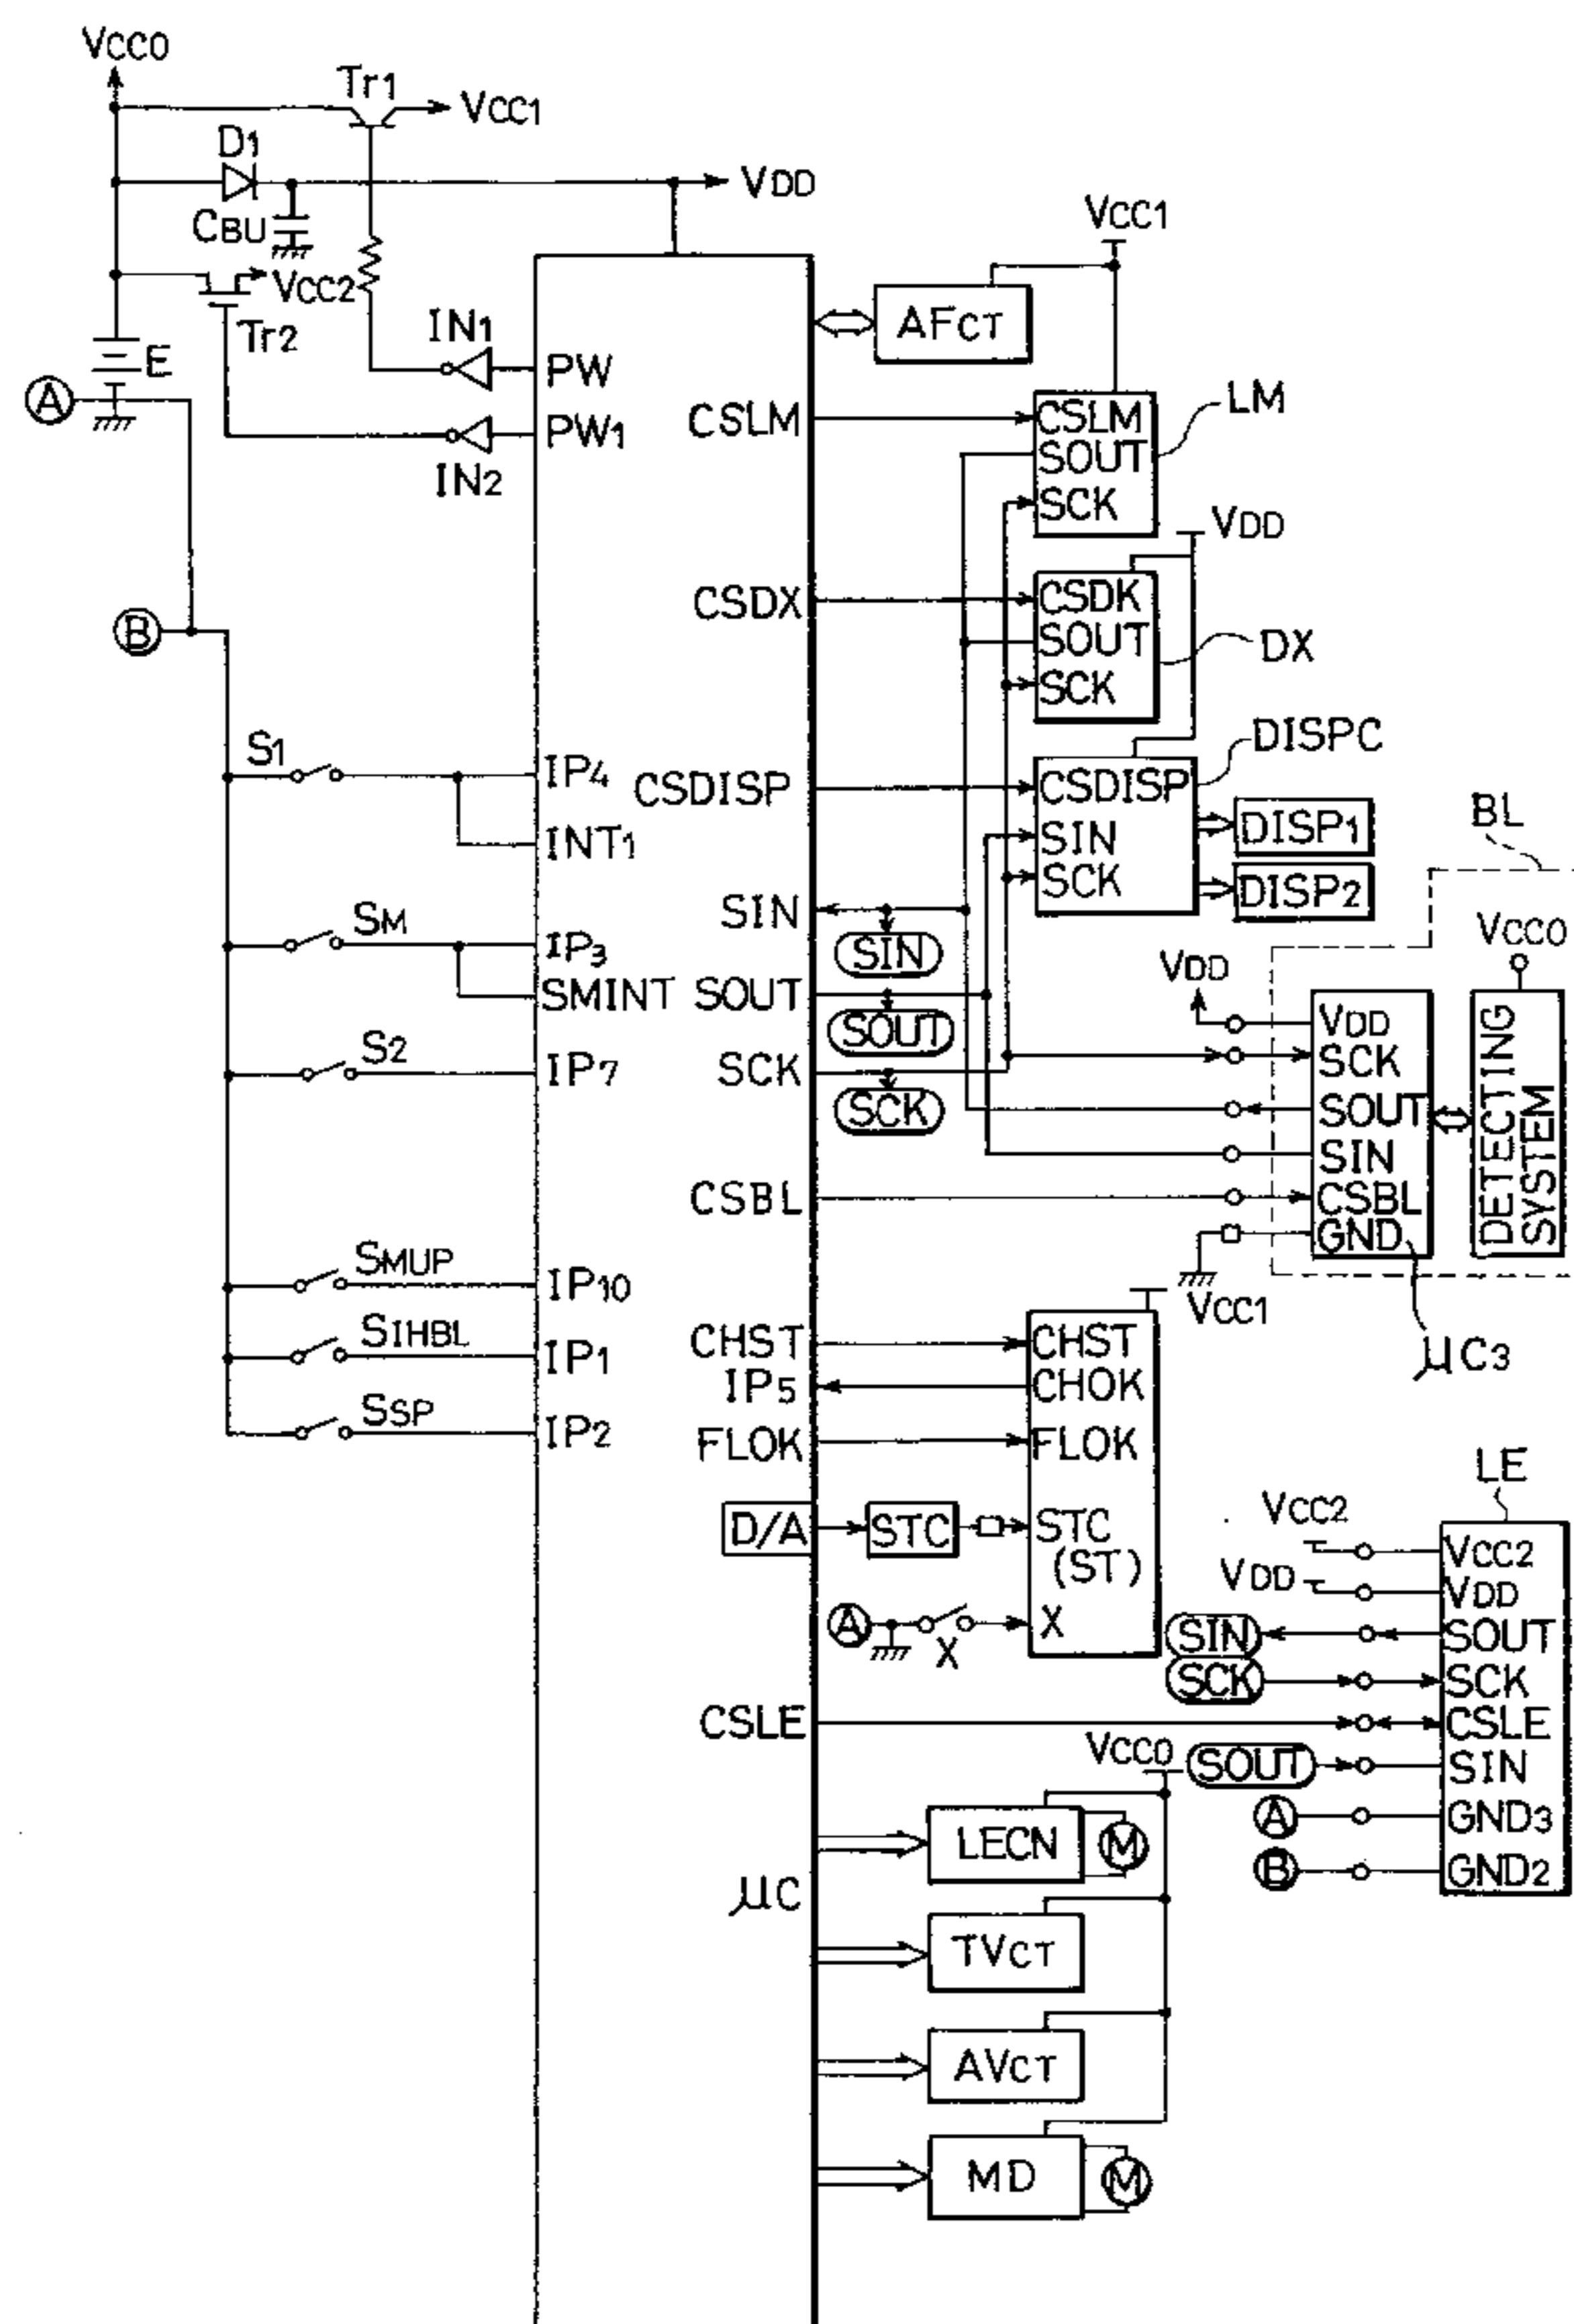 VCC0
Tr1
VCC1
D1
VDD
CBU
VCC2
Tr2
E
A
IN1
PW
IN2
PW1
B
S1
IP4
INT1
SM
IP3
SMINT
S2
IP7
SMUP
IP10
SIHBL
IP1
SSP
IP2
CSLM
CSDX
CSDISP
SIN
SOUT
SCK
CSBL
CHST
IP5
FLOK
D/A
CSLE
μC
VCC1
AFCT
CSLM
SOUT
SCK
LM
VDD
CSDK
SOUT
SCK
DX
DISPC
CSDISP
SIN
SCK
DISP1
DISP2
SIN
SOUT
SCK
BL
VCC0
VDD
VDD
SCK
SOUT
SIN
CSBL
GND
DETECTING
SYSTEM
μC3
VCC1
CHST
CHOK
FLOK
STC
STC
(ST)
A
X
X
LE
VCC2
VCC2
VDD
VDD
SIN
SOUT
SCK
SCK
CSLE
SOUT
SIN
A
GND3
B
GND2
VCC0
LECN
M
TVCT
AVCT
MD
M